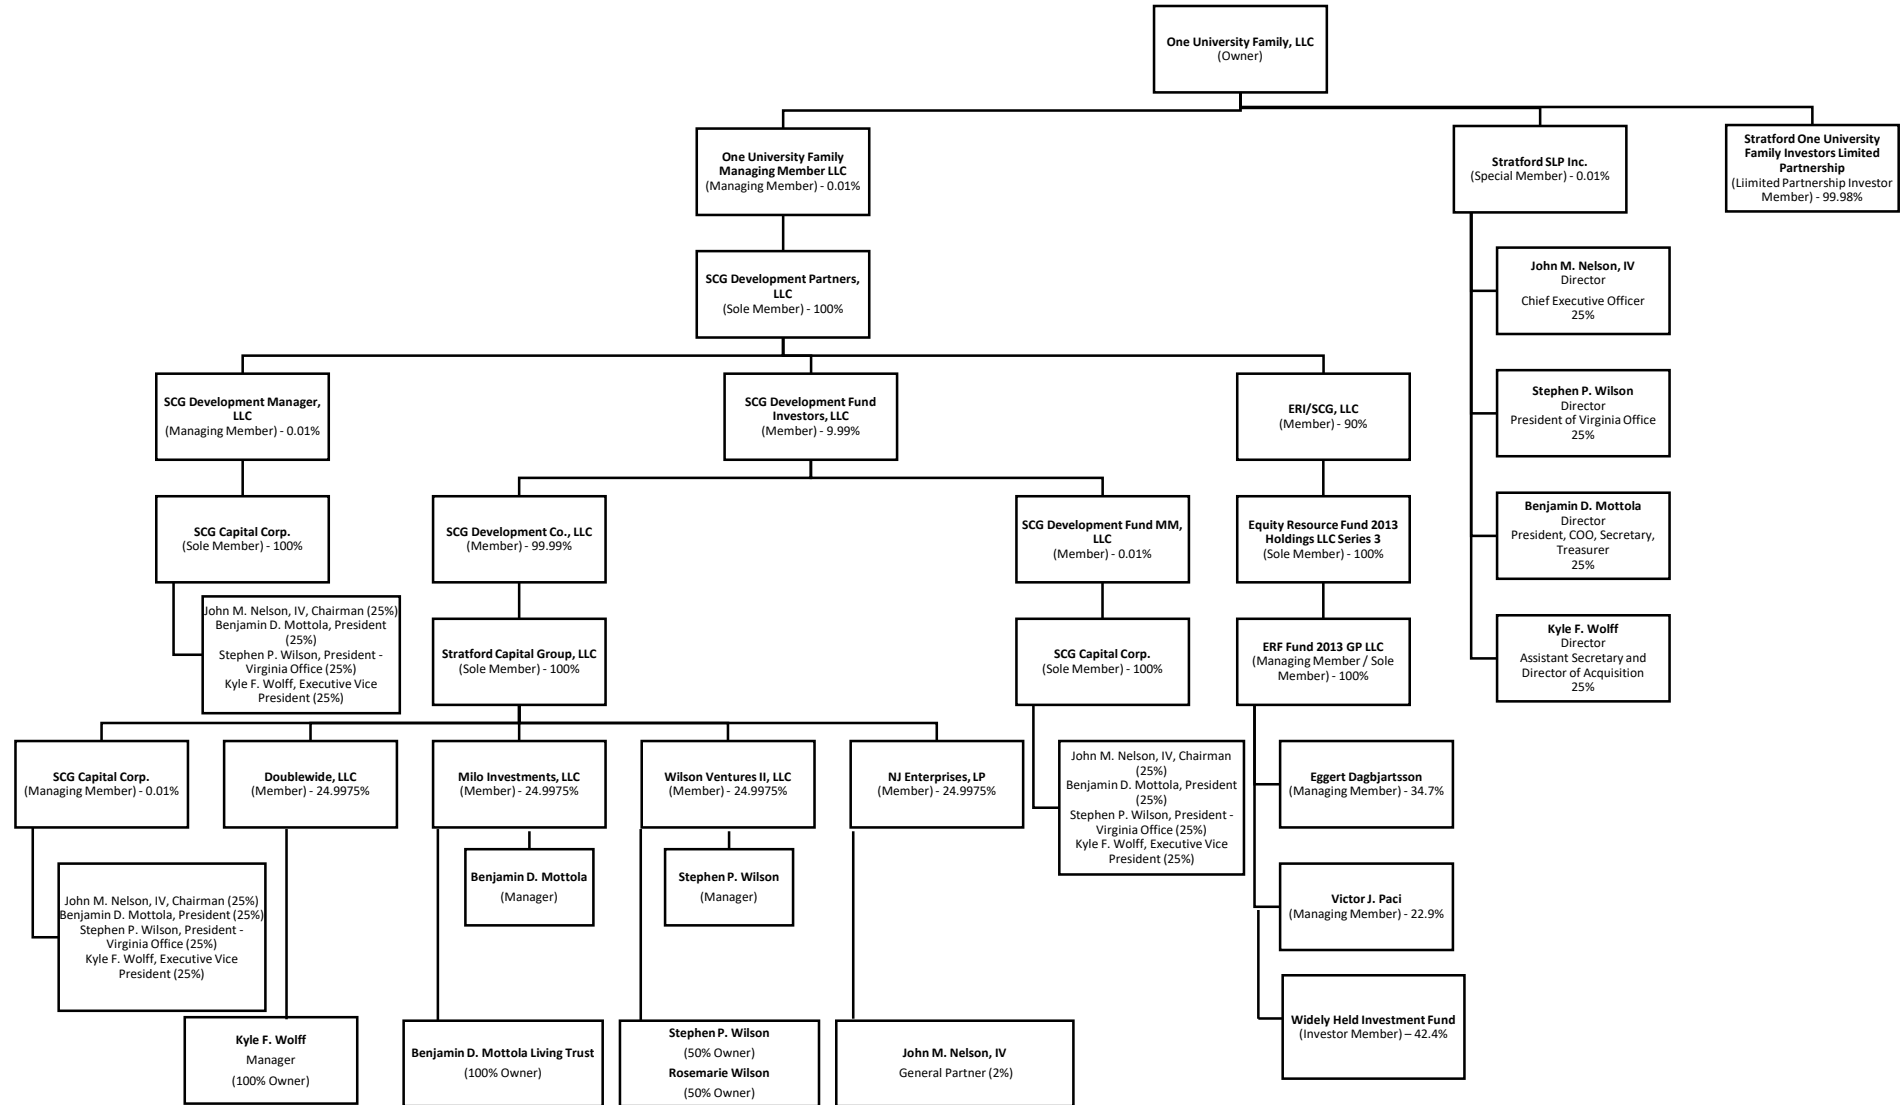 One University Family, LLC
(Owner)
One University Family
Managing Member LLC
(Managing Member) - 0.01%
Stratford SLP Inc.
(Special Member) - 0.01%
Stratford One University
Family Investors Limited
Partnership
(Liimited Partnership Investor
Member) - 99.98%
SCG Development Partners,
LLC
(Sole Member) - 100%
John M. Nelson, IV
Director
Chief Executive Officer
25%
Stephen P. Wilson
Director
President of Virginia Office
25%
Benjamin D. Mottola
Director
President, COO, Secretary,
Treasurer
25%
Kyle F. Wolff
Director
Assistant Secretary and
Director of Acquisition
25%
SCG Development Manager,
LLC
(Managing Member) - 0.01%
SCG Development Fund
Investors, LLC
(Member) - 9.99%
ERI/SCG, LLC
(Member) - 90%
SCG Capital Corp.
(Sole Member) - 100%
SCG Development Co., LLC
(Member) - 99.99%
SCG Development Fund MM,
LLC
(Member) - 0.01%
Equity Resource Fund 2013
Holdings LLC Series 3
(Sole Member) - 100%
John M. Nelson, IV, Chairman (25%)
Benjamin D. Mottola, President
(25%)
Stephen P. Wilson, President -
Virginia Office (25%)
Kyle F. Wolff, Executive Vice
President (25%)
Stratford Capital Group, LLC
(Sole Member) - 100%
SCG Capital Corp.
(Sole Member) - 100%
ERF Fund 2013 GP LLC
(Managing Member / Sole
Member) - 100%
SCG Capital Corp.
(Managing Member) - 0.01%
Doublewide, LLC
(Member) - 24.9975%
Milo Investments, LLC
(Member) - 24.9975%
Wilson Ventures II, LLC
(Member) - 24.9975%
NJ Enterprises, LP
(Member) - 24.9975%
John M. Nelson, IV, Chairman
(25%)
Benjamin D. Mottola, President
(25%)
Stephen P. Wilson, President -
Virginia Office (25%)
Kyle F. Wolff, Executive Vice
President (25%)
Eggert Dagbjartsson
(Managing Member) - 34.7%
Victor J. Paci
(Managing Member) - 22.9%
Widely Held Investment Fund
(Investor Member) – 42.4%
John M. Nelson, IV, Chairman (25%)
Benjamin D. Mottola, President (25%)
Stephen P. Wilson, President -
Virginia Office (25%)
Kyle F. Wolff, Executive Vice
President (25%)
Benjamin D. Mottola
(Manager)
Stephen P. Wilson
(Manager)
Kyle F. Wolff
Manager
(100% Owner)
Benjamin D. Mottola Living Trust
(100% Owner)
Stephen P. Wilson
(50% Owner)
Rosemarie Wilson
(50% Owner)
John M. Nelson, IV
General Partner (2%)